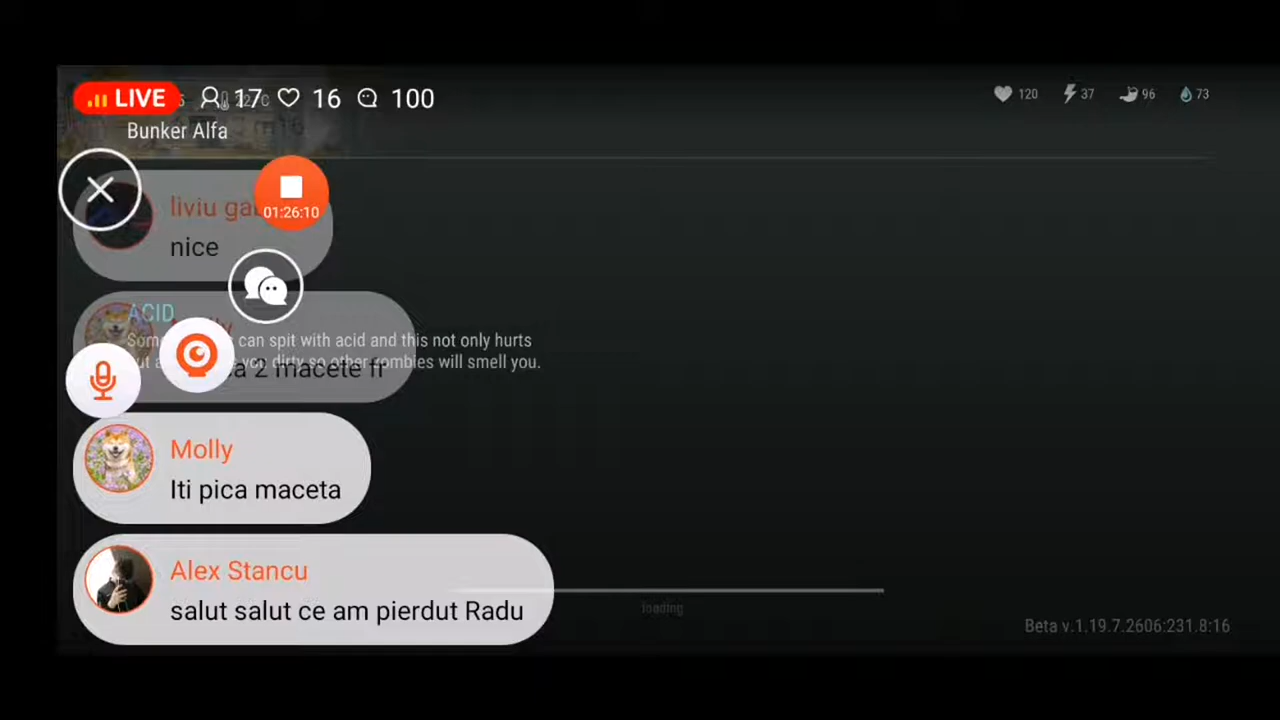 LIVE 17 16 100
120 37 96 73
Bunker Alfa
01:26:10
liviu
nice
ACID
can spit with acid and this not only hurts
dirty so other zombies will smell you.
2 macete
Molly
Iti pica maceta
Alex Stancu
salut salut ce am pierdut Radu
loading
Beta v.1.19.7.2606:231.8:16